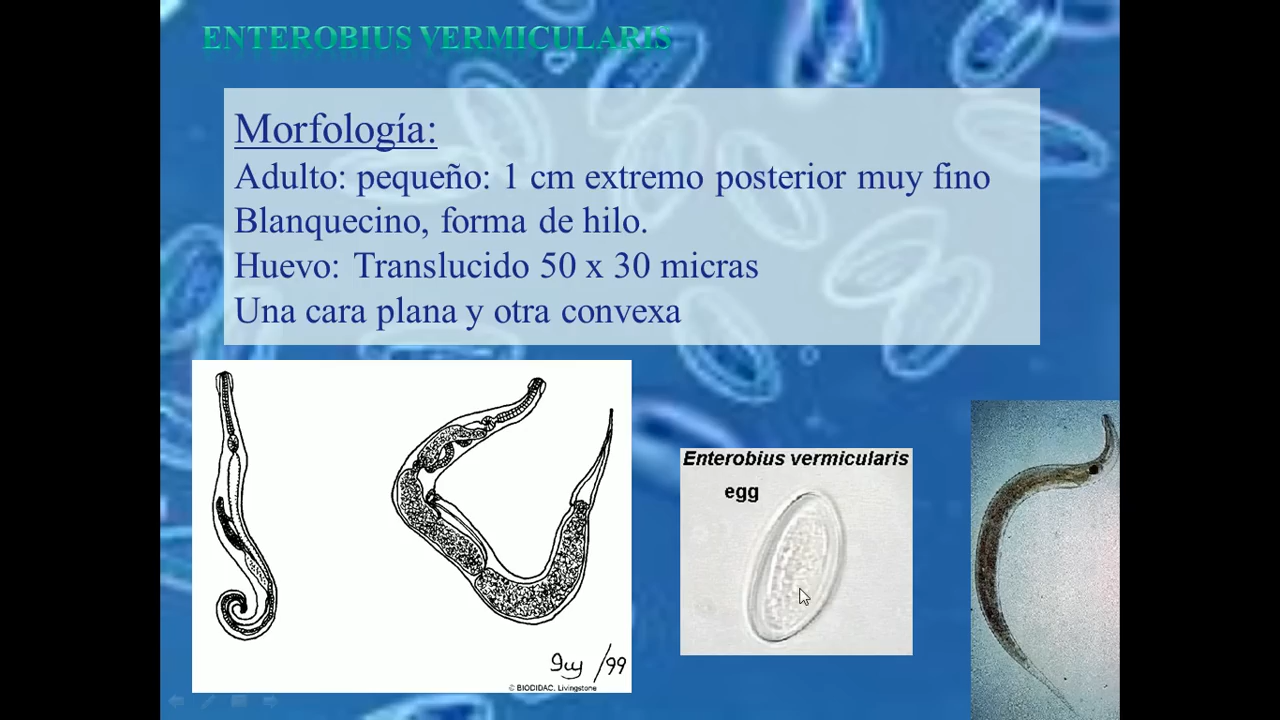 ENTEROBIUS VERMICULARIS
Morfología:
Adulto: pequeño: 1 cm extremo posterior muy fino
Blanquecino, forma de hilo.
Huevo: Translucido 50 x 30 micras
Una cara plana y otra convexa
Enterobius vermicularis
egg
/99
© BIODIDAC, Livingstone